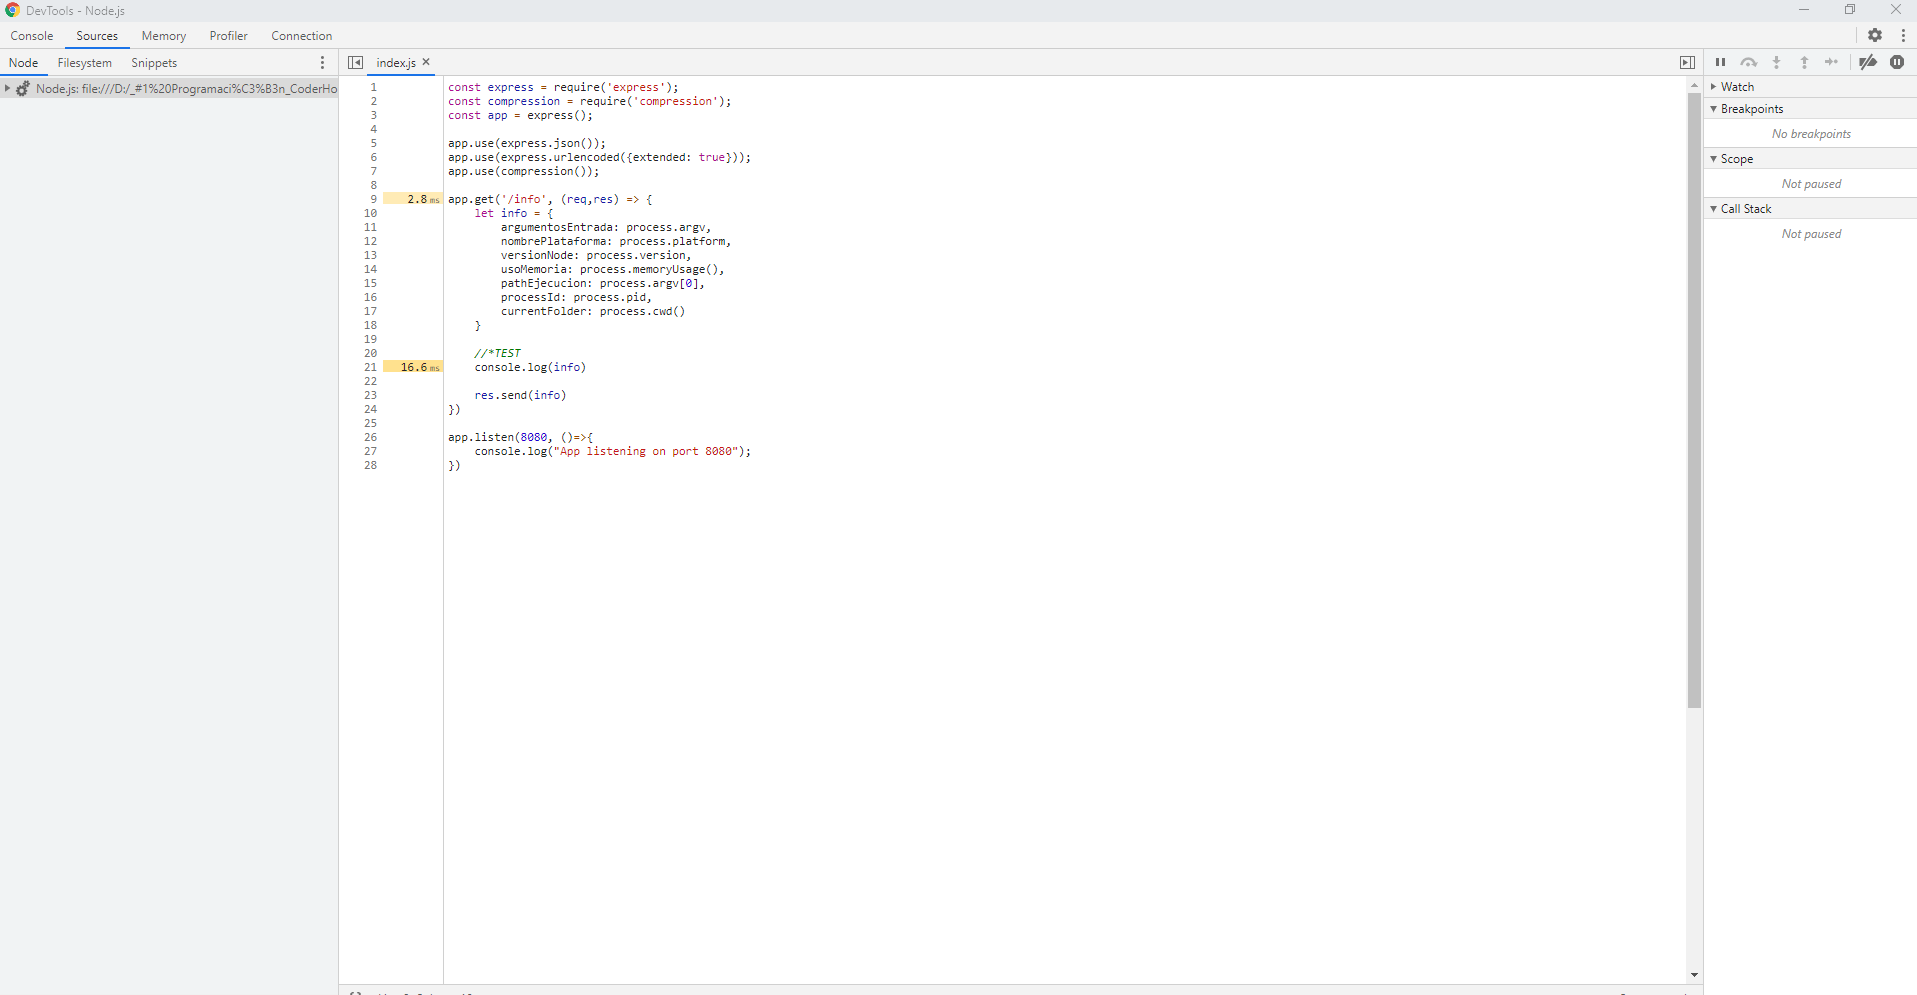 DevTools - Node.js
Console Sources Memory Profiler Connection
Node Filesystem Snippets
index.js
Node.js: file:///D:/_#1%20Programaci%C3%B3n_CoderHo
1 const express = require('express');
2 const compression = require('compression');
3 const app = express();
4
5 app.use(express.json());
6 app.use(express.urlencoded({extended: true}));
7 app.use(compression());
8
9 2.8 ms app.get('/info', (req,res) => {
10 let info = {
11 argumentosEntrada: process.argv,
12 nombrePlataforma: process.platform,
13 versionNode: process.version,
14 usoMemoria: process.memoryUsage(),
15 pathEjecucion: process.argv[0],
16 processId: process.pid,
17 currentFolder: process.cwd()
18 }
19
20 //*TEST
21 16.6 ms console.log(info)
22
23 res.send(info)
24 })
25
26 app.listen(8080, ()=>{
27 console.log("App listening on port 8080");
28 })
Watch
Breakpoints
No breakpoints
Scope
Not paused
Call Stack
Not paused